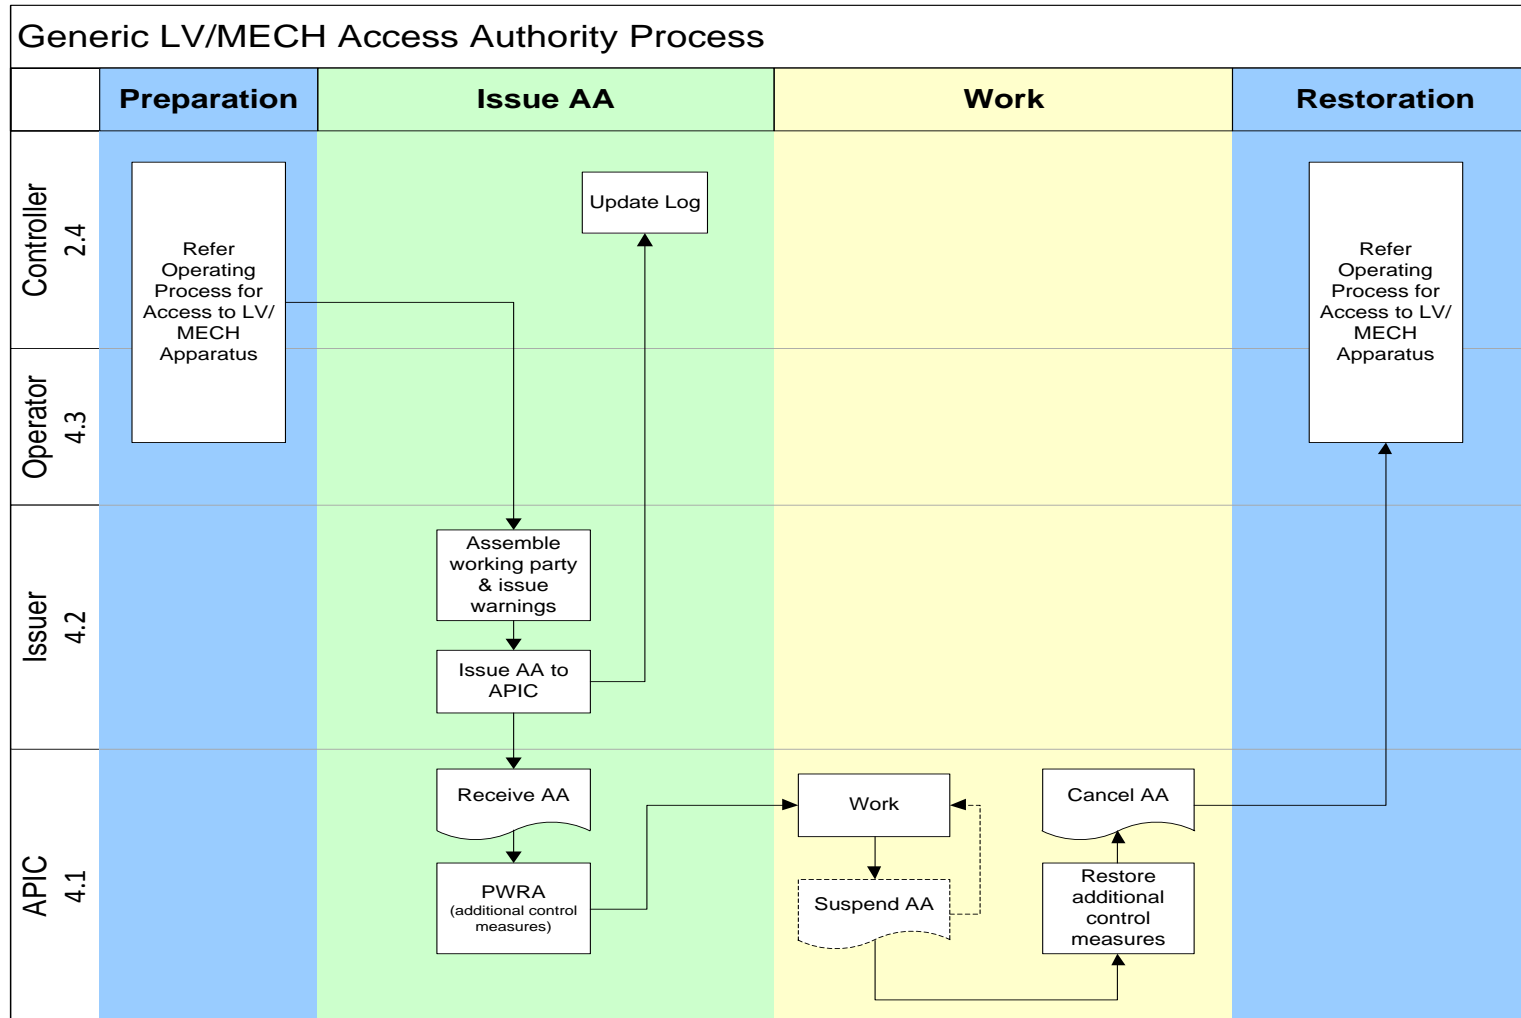 Generic LV/MECH Access Authority Process
Preparation
Issue AA
Work
Restoration
Controller
2.4
Refer
Operating
Process for
Access to LV/
MECH
Apparatus
Update Log
Refer
Operating
Process for
Access to LV/
MECH
Apparatus
Operator
4.3
Issuer
4.2
Assemble
working party
& issue
warnings
Issue AA to
APIC
APIC
4.1
Receive AA
PWRA
(additional control
measures)
Work
Suspend AA
Cancel AA
Restore
additional
control
measures